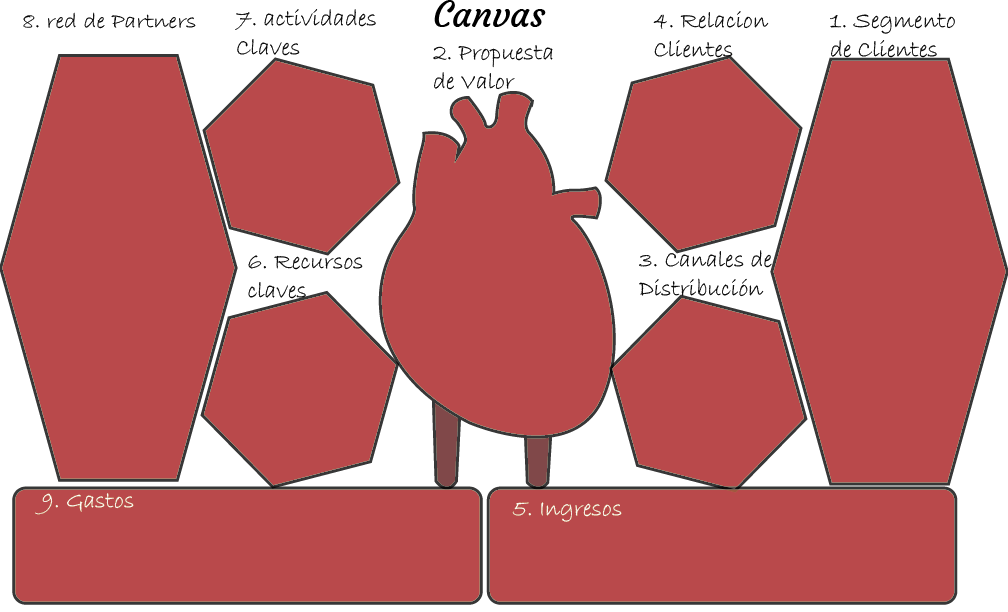 Canvas
8. red de Partners
7. actividades
Claves
2. Propuesta
de Valor
4. Relacion
Clientes
1. Segmento
de Clientes
6. Recursos
claves
3. Canales de
Distribución
9. Gastos
5. Ingresos